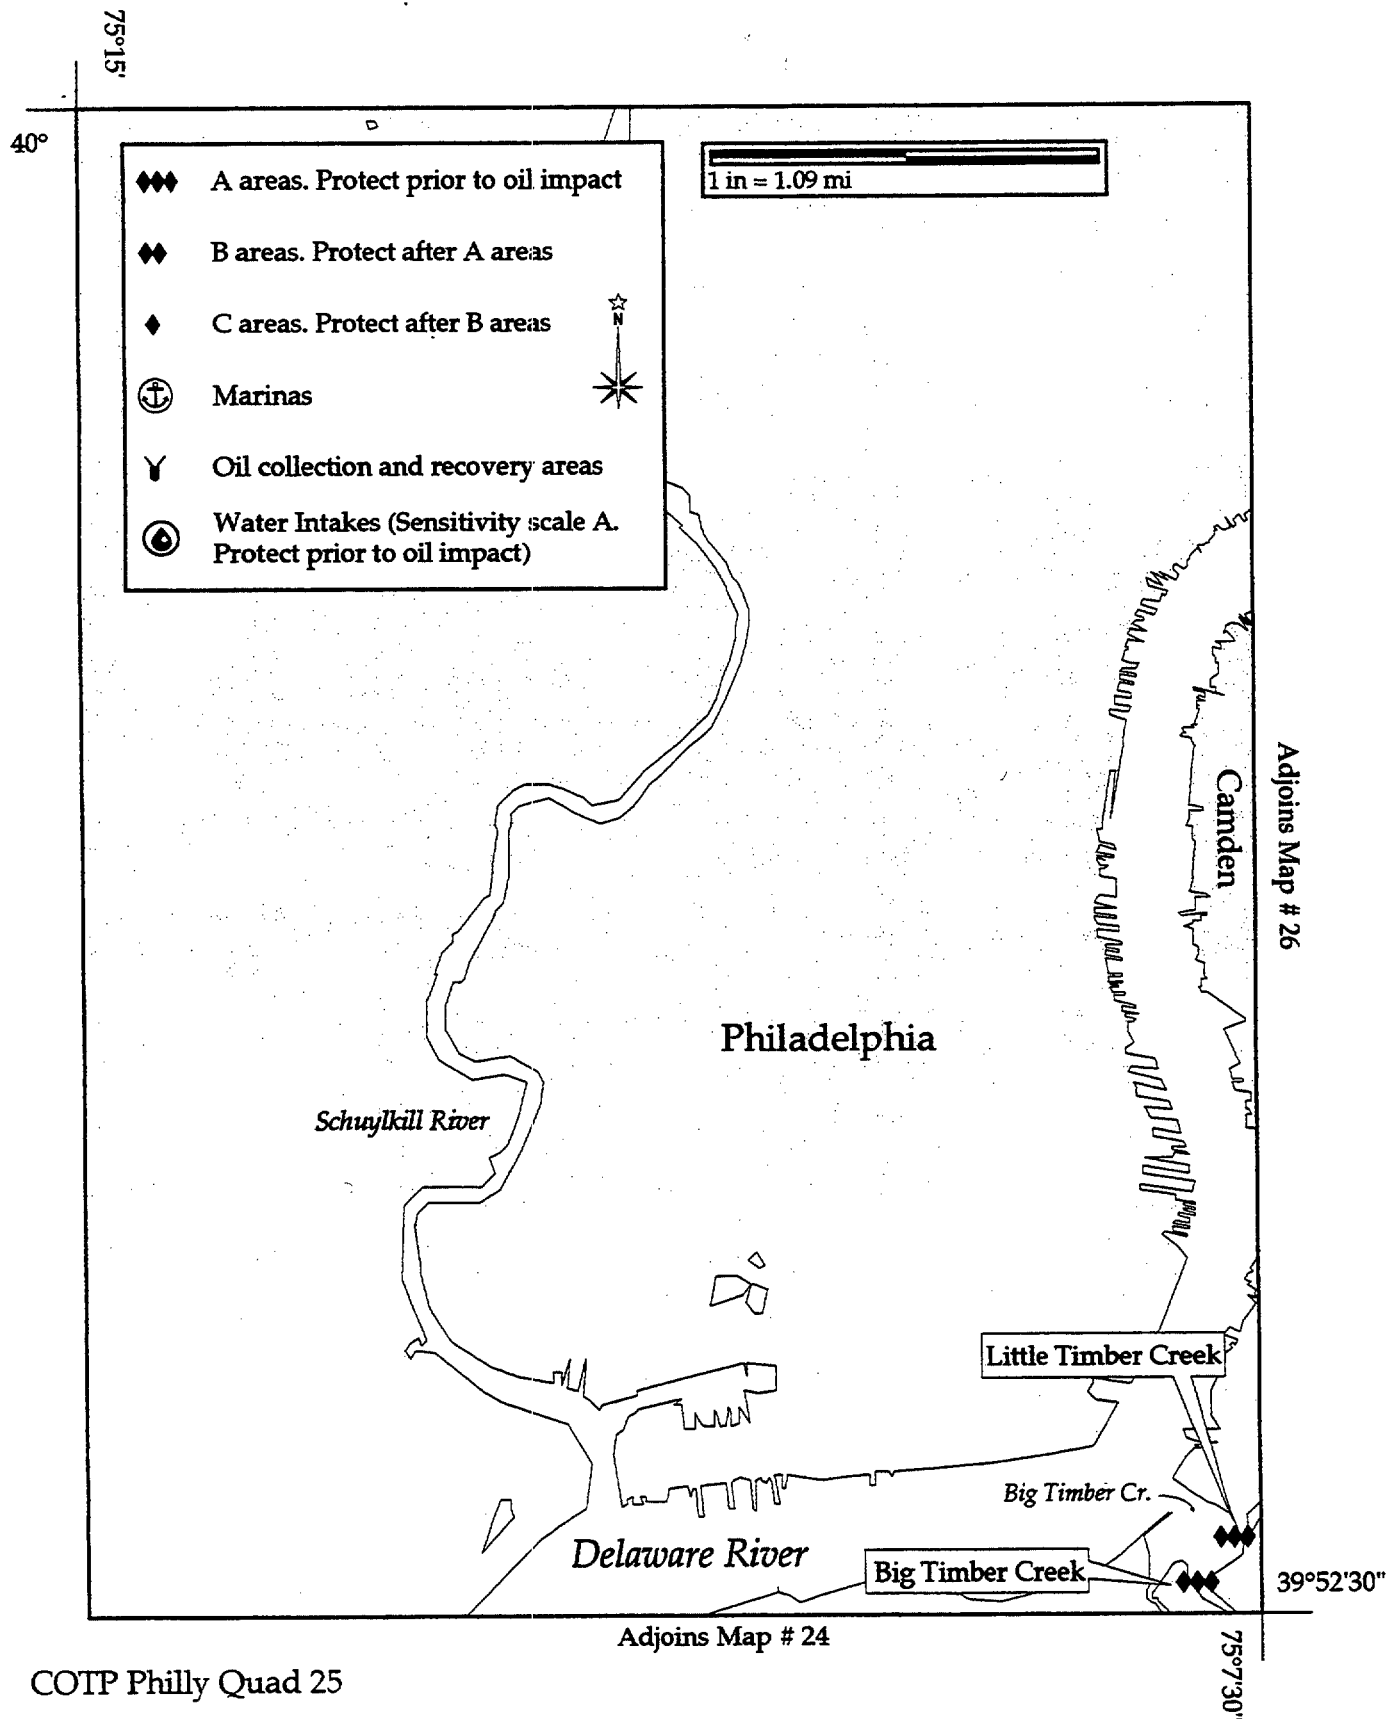 75°15'
40°
A areas. Protect prior to oil impact
B areas. Protect after A areas
C areas. Protect after B areas
N
Marinas
Oil collection and recovery areas
Water Intakes (Sensitivity scale A.
Protect prior to oil impact)
1 in = 1.09 mi
Camden
Adjoins Map # 26
Philadelphia
Schuylkill River
Little Timber Creek
Big Timber Cr.
Delaware River
Big Timber Creek
39°52'30"
Adjoins Map # 24
75°7'30"
COTP Philly Quad 25